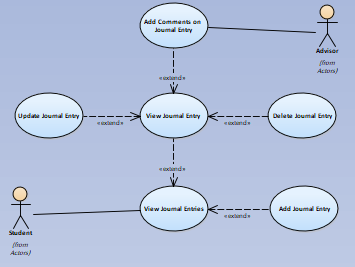 Add Comments on
Journal Entry
Advisor
(from
Actors)
«extend»
Update Journal Entry
View Journal Entry
Delete Journal Entry
«extend»
«extend»
«extend»
View Journal Entries
Add Journal Entry
«extend»
Student
(from
Actors)